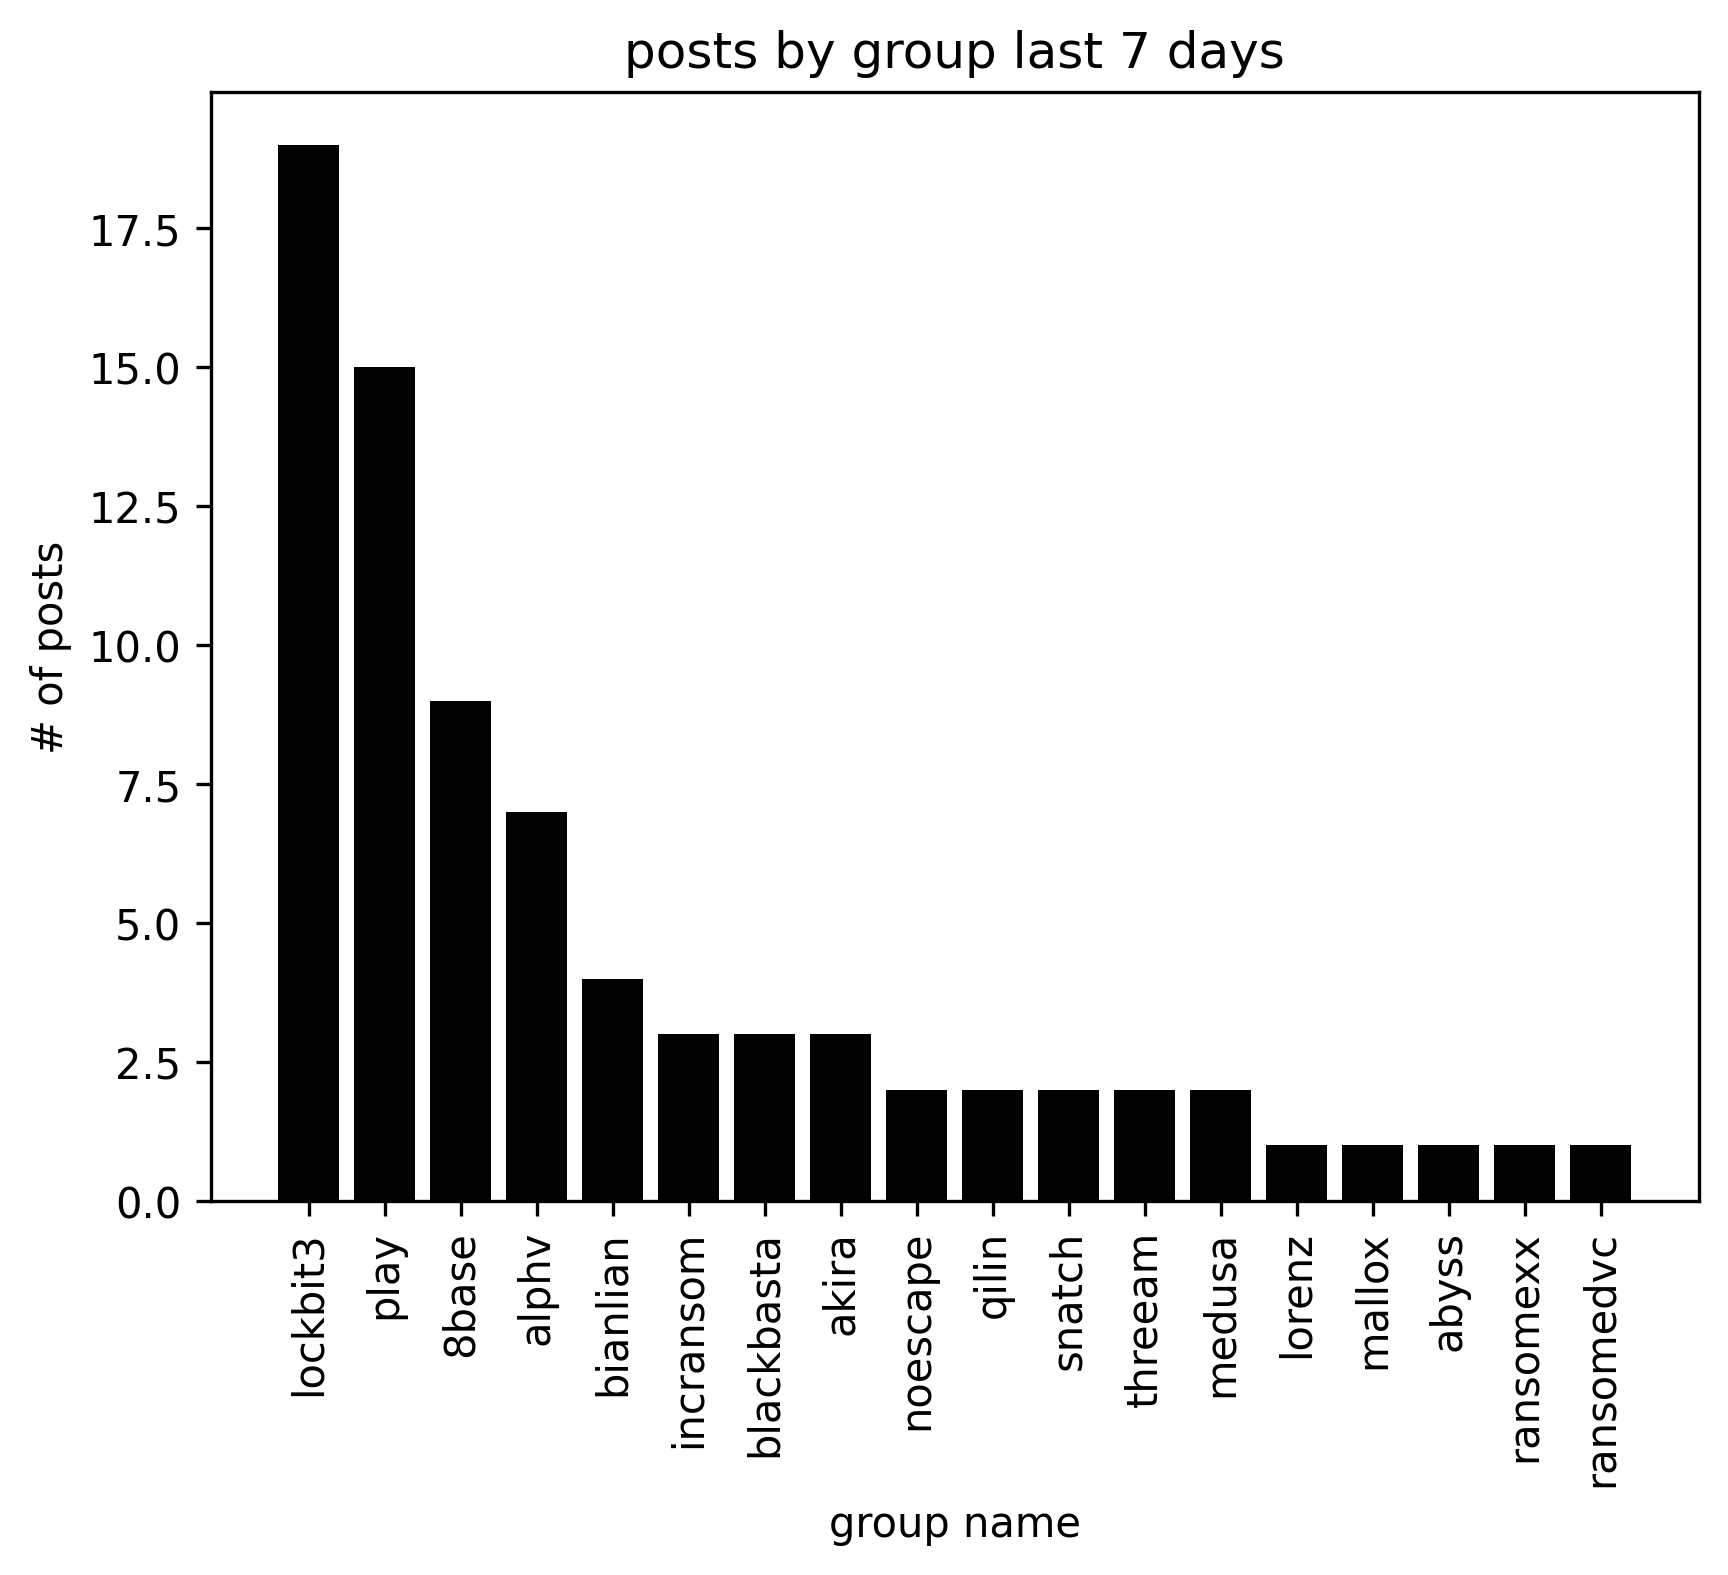 posts by group last 7 days
# of posts
17.5
15.0
12.5
10.0
7.5
5.0
2.5
0.0
lockbit3
play
8base
alphv
bianlian
incransom
blackbasta
akira
noescape
qilin
snatch
threeam
medusa
lorenz
mallox
abyss
ransomexx
ransomedvc
group name